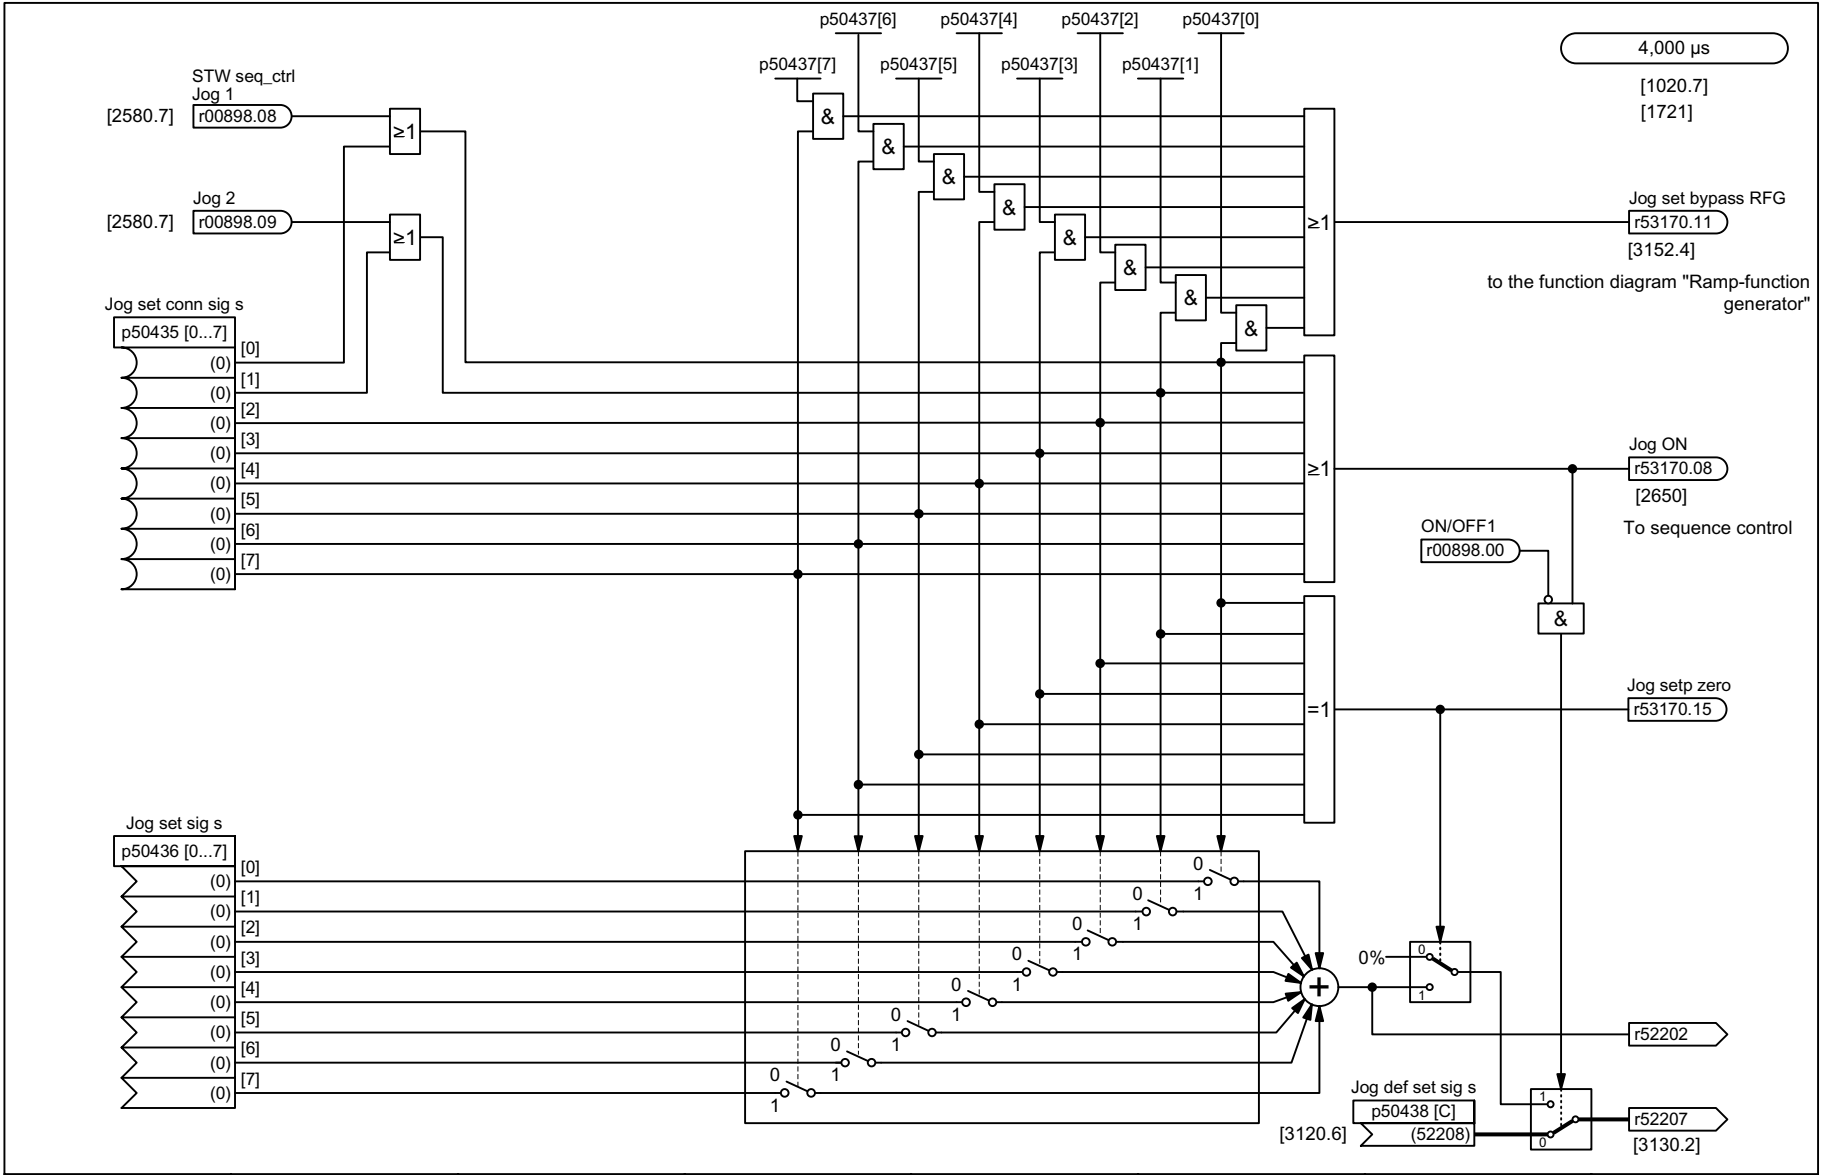 p50437[6] p50437[4] p50437[2] p50437[0]
p50437[7] p50437[5] p50437[3] p50437[1]
4,000 µs
[1020.7]
[1721]
STW seq_ctrl
Jog 1
[2580.7] r00898.08
≥1
Jog 2
[2580.7] r00898.09
≥1
&
&
&
&
&
&
&
&
≥1
Jog set bypass RFG
r53170.11
[3152.4]
to the function diagram "Ramp-function
generator"
Jog set conn sig s
p50435 [0...7]
(0) [0]
(0) [1]
(0) [2]
(0) [3]
(0) [4]
(0) [5]
(0) [6]
(0) [7]
≥1
Jog ON
r53170.08
[2650]
To sequence control
ON/OFF1
r00898.00
&
=1
Jog setp zero
r53170.15
Jog set sig s
p50436 [0...7]
(0) [0]
(0) [1]
(0) [2]
(0) [3]
(0) [4]
(0) [5]
(0) [6]
(0) [7]
0
1
0
1
0
1
0
1
0
1
0
1
0
1
0
1
+
0% 0
1
r52202
Jog def set sig s
p50438 [C]
[3120.6] (52208)
1
0
r52207
[3130.2]